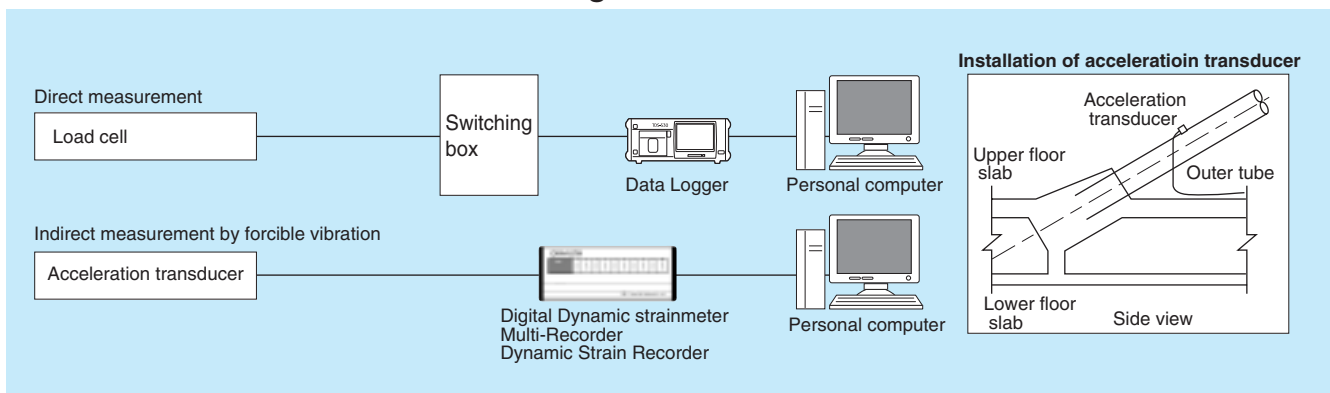 Direct measurement
Load cell
Switching
box
TDS-530
Data Logger
Personal computer
Indirect measurement by forcible vibration
Acceleration transducer
Digital Dynamic strainmeter
Multi-Recorder
Dynamic Strain Recorder
Personal computer
Installation of acceleratioin transducer
Acceleration
transducer
Upper floor
slab
Outer tube
Lower floor
slab
Side view